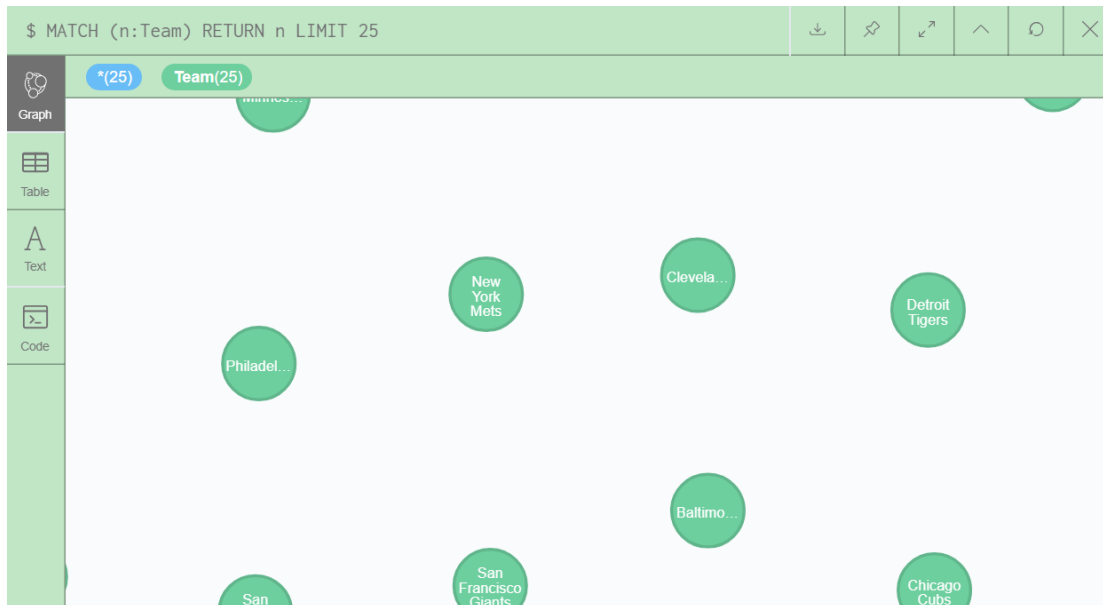 $ MATCH (n:Team) RETURN n LIMIT 25
*(25) Team(25)
Graph
Table
Text
Code
Minnes...
New
York
Mets
Clevela...
Detroit
Tigers
Philadel...
Baltimo...
San
San
Francisco
Giants
Chicago
Cubs